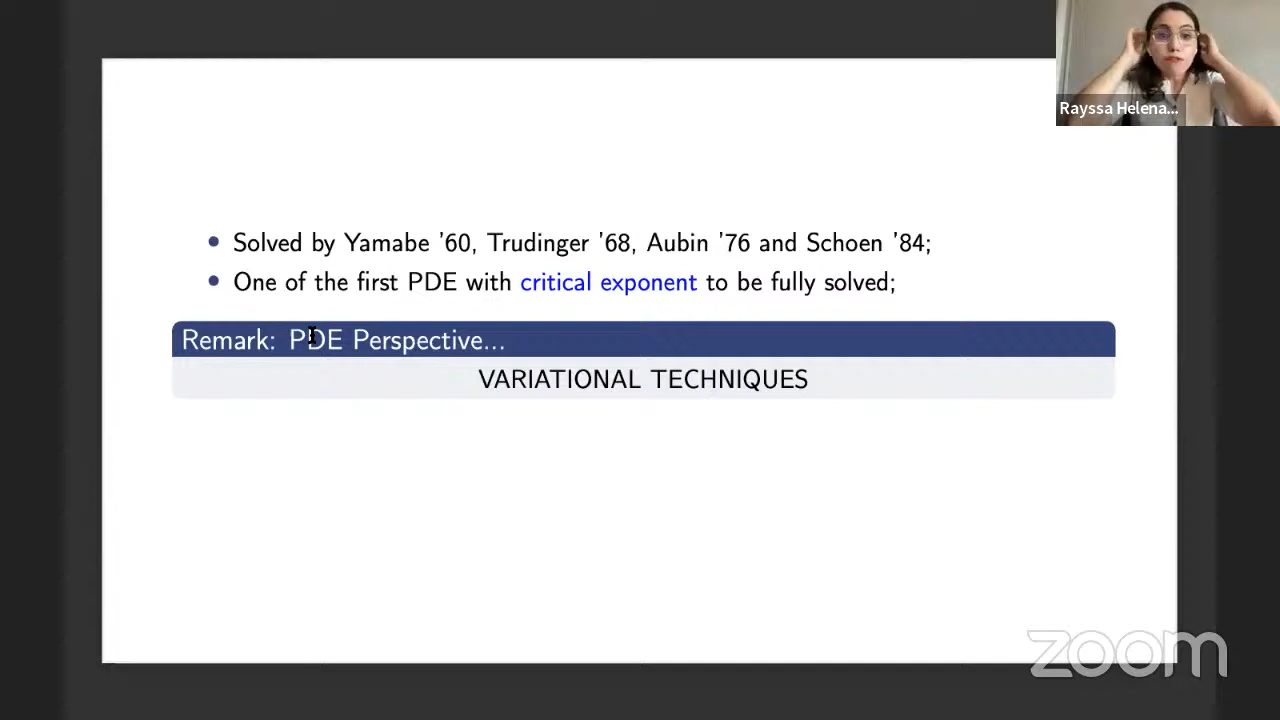 Rayssa Helena...
• Solved by Yamabe '60, Trudinger '68, Aubin '76 and Schoen '84;
• One of the first PDE with critical exponent to be fully solved;
Remark: PDE Perspective...
VARIATIONAL TECHNIQUES
zoom